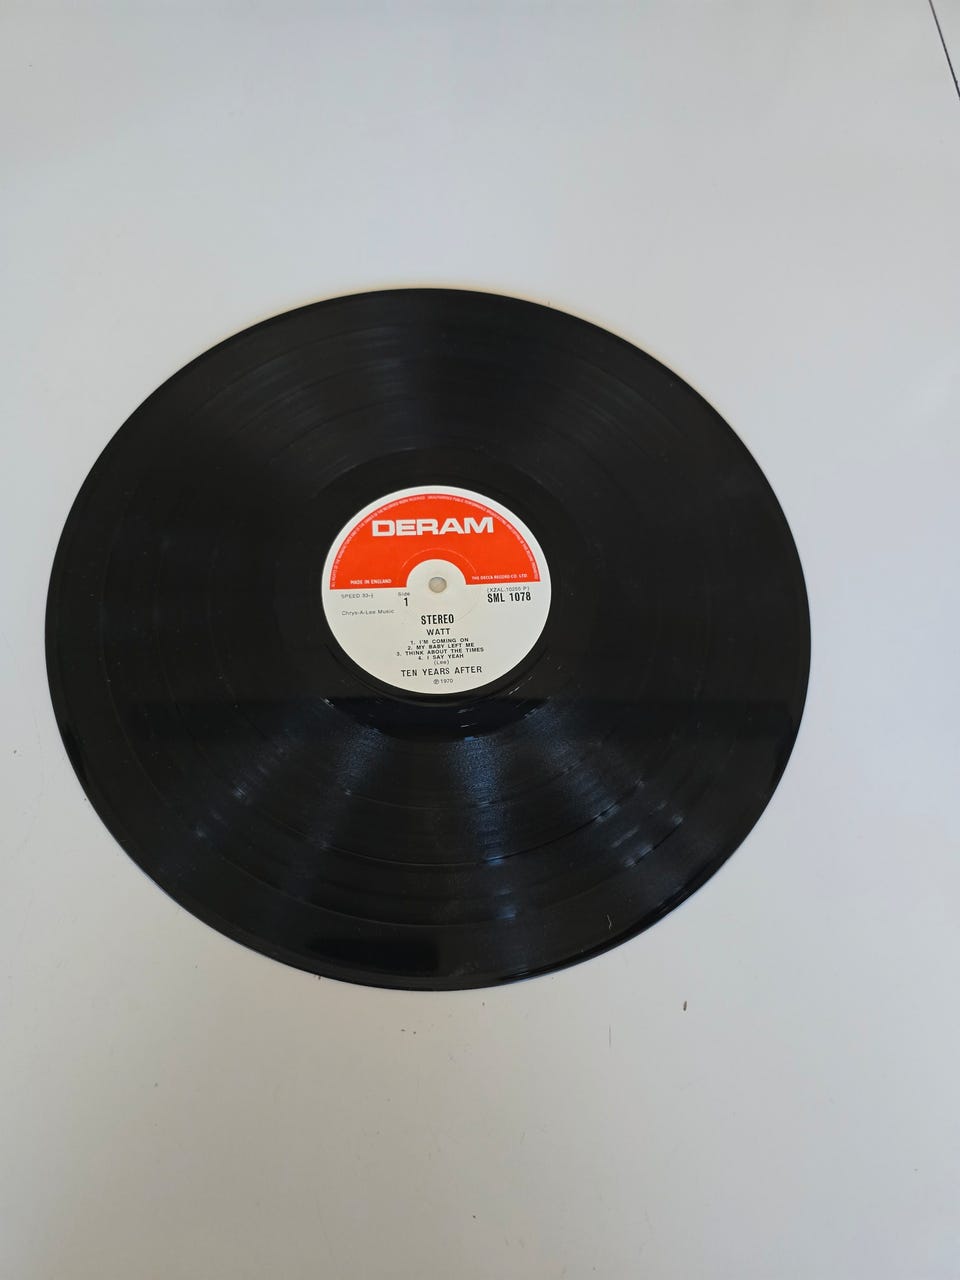 DERAM
MADE IN ENGLAND
THE DECCA RECORD CO. LTD.
SPEED 33⅓
Side
1
(XZAL.10255 P)
SML 1078
Chrys-A-Lee Music
STEREO
WATT
1. I'M COMING ON
2. MY BABY LEFT ME
3. THINK ABOUT THE TIMES
4. I SAY YEAH
(Lee)
TEN YEARS AFTER
℗ 1970